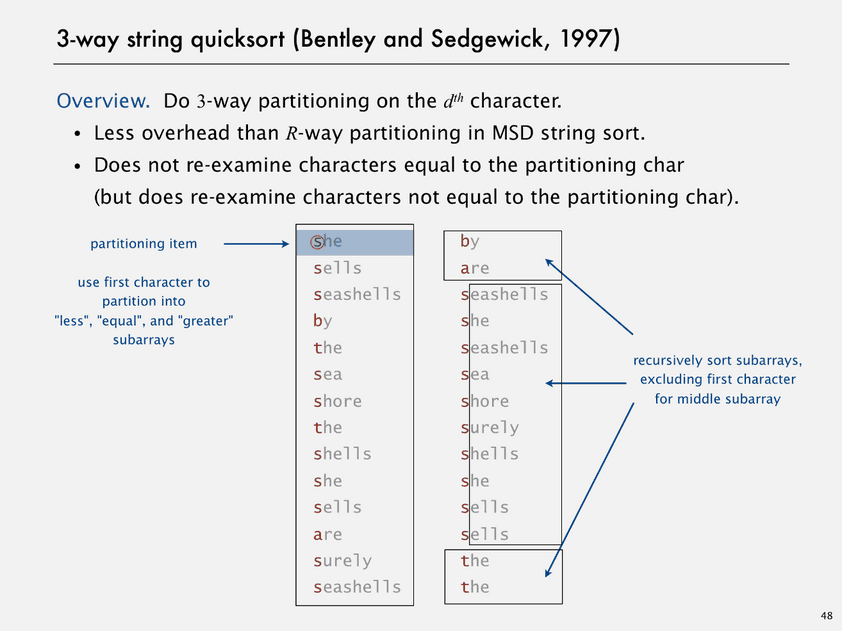 3-way string quicksort (Bentley and Sedgewick, 1997)
Overview. Do 3-way partitioning on the dth character.
• Less overhead than R-way partitioning in MSD string sort.
• Does not re-examine characters equal to the partitioning char
(but does re-examine characters not equal to the partitioning char).
partitioning item
use first character to
partition into
"less", "equal", and "greater"
subarrays
she
sells
seashells
by
the
sea
shore
the
shells
she
sells
are
surely
seashells
by
are
seashells
she
seashells
sea
shore
surely
shells
she
sells
sells
the
the
recursively sort subarrays,
excluding first character
for middle subarray
48